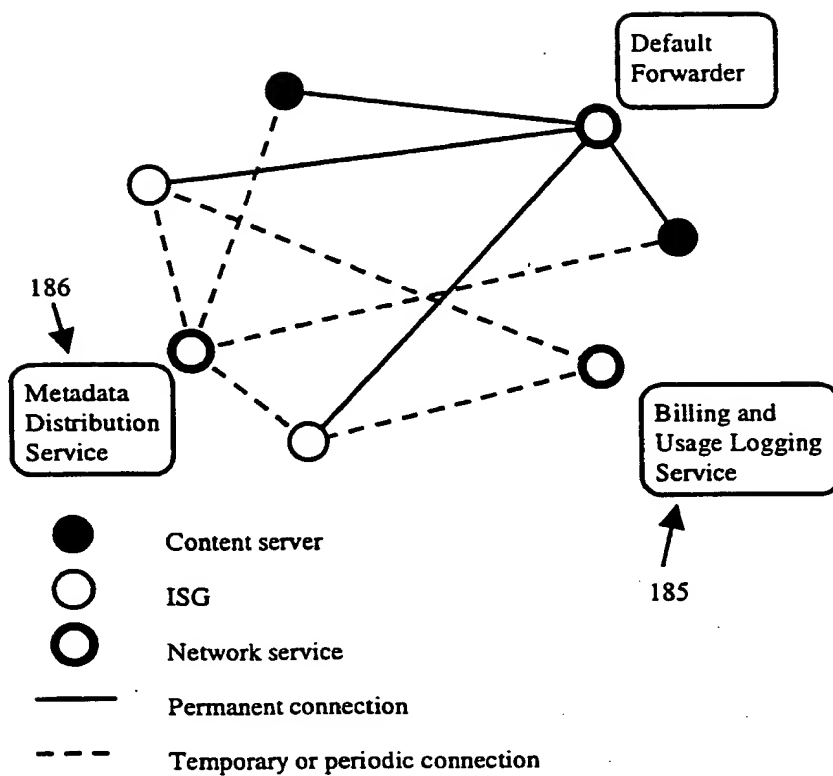 Default
Forwarder
186
Metadada
Distribution
Service
Billing and
Usage Logging
Service
185
Content server
ISG
Network service
Permanent connection
Temporary or periodic connection